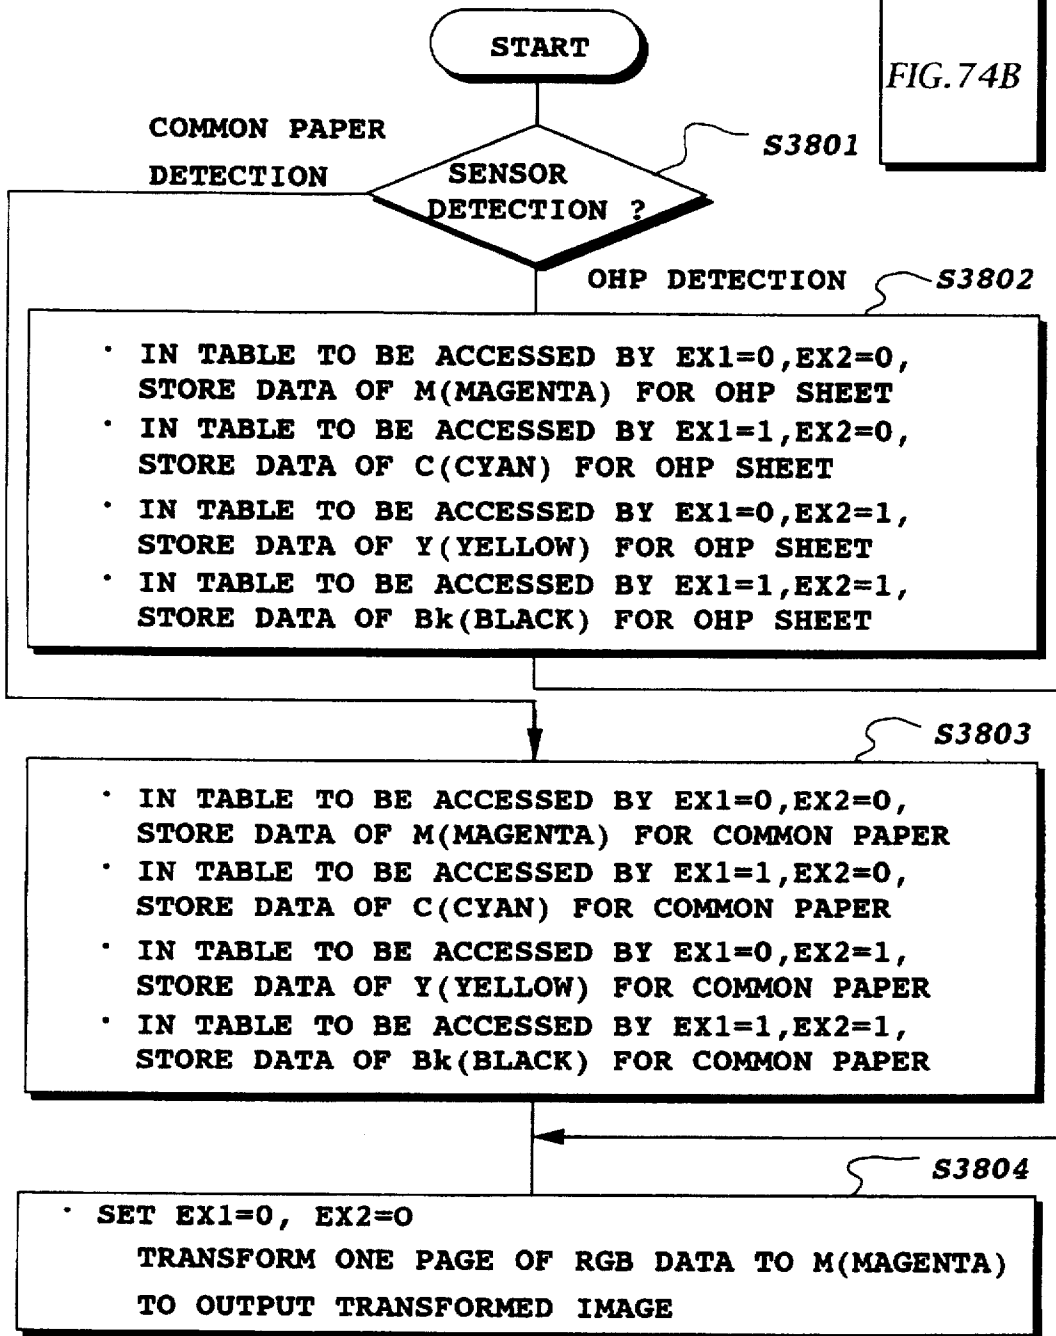 START
FIG.74B
COMMON PAPER
DETECTION
S3801
SENSOR
DETECTION ?
OHP DETECTION
S3802
· IN TABLE TO BE ACCESSED BY EX1=0,EX2=0,
STORE DATA OF M(MAGENTA) FOR OHP SHEET
· IN TABLE TO BE ACCESSED BY EX1=1,EX2=0,
STORE DATA OF C(CYAN) FOR OHP SHEET
· IN TABLE TO BE ACCESSED BY EX1=0,EX2=1,
STORE DATA OF Y(YELLOW) FOR OHP SHEET
· IN TABLE TO BE ACCESSED BY EX1=1,EX2=1,
STORE DATA OF Bk(BLACK) FOR OHP SHEET
S3803
· IN TABLE TO BE ACCESSED BY EX1=0,EX2=0,
STORE DATA OF M(MAGENTA) FOR COMMON PAPER
· IN TABLE TO BE ACCESSED BY EX1=1,EX2=0,
STORE DATA OF C(CYAN) FOR COMMON PAPER
· IN TABLE TO BE ACCESSED BY EX1=0,EX2=1,
STORE DATA OF Y(YELLOW) FOR COMMON PAPER
· IN TABLE TO BE ACCESSED BY EX1=1,EX2=1,
STORE DATA OF Bk(BLACK) FOR COMMON PAPER
S3804
· SET EX1=0, EX2=0
TRANSFORM ONE PAGE OF RGB DATA TO M(MAGENTA)
TO OUTPUT TRANSFORMED IMAGE